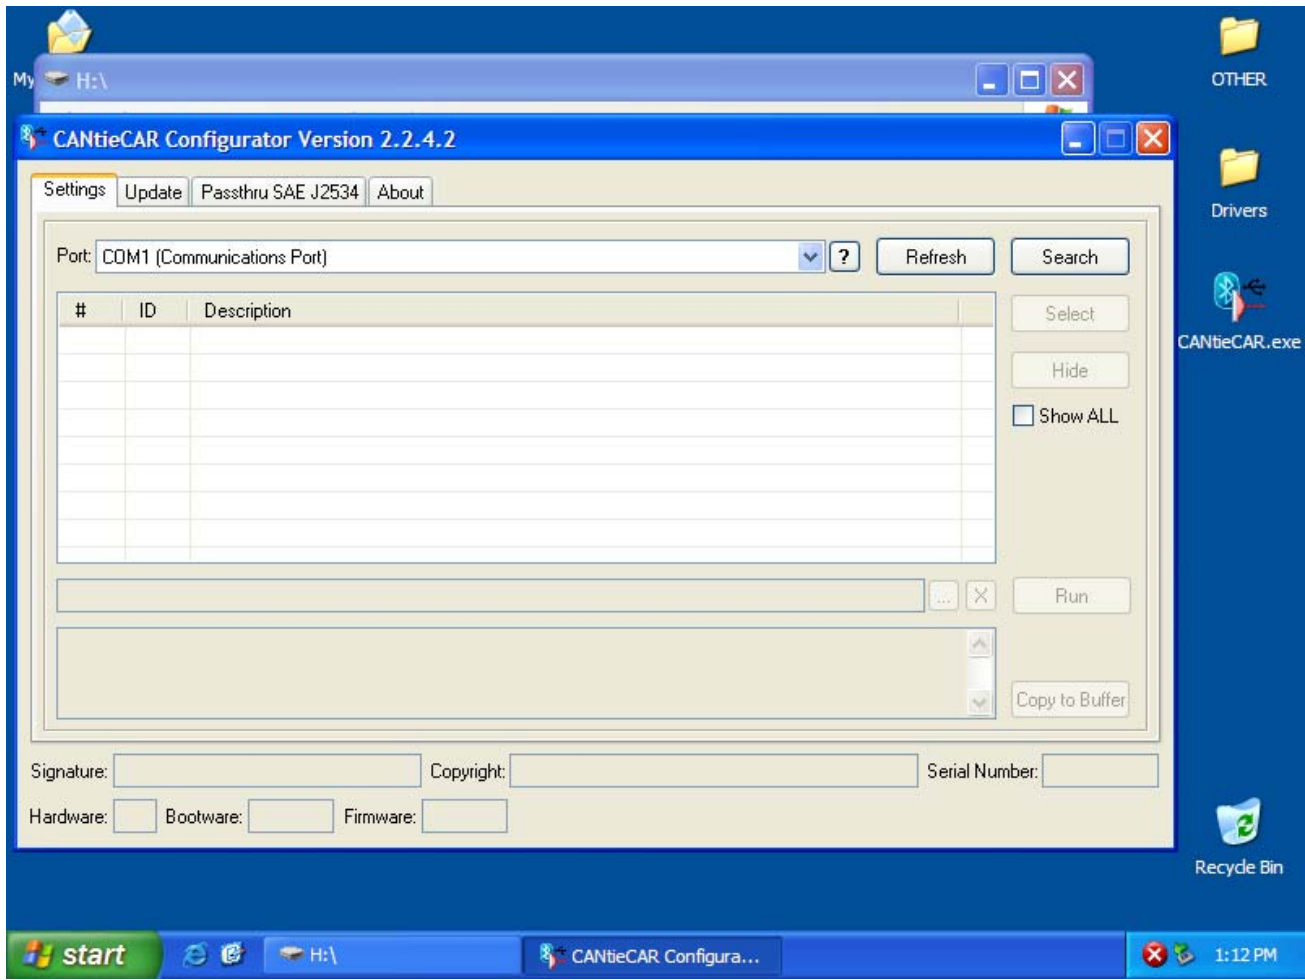 My
H:\
OTHER
CANtieCAR Configurator Version 2.2.4.2
Settings Update Passthru SAE J2534 About
Drivers
Port: COM1 (Communications Port) ? Refresh Search
# ID Description Select
CANtieCAR.exe
Hide
Show ALL
... X Run
Copy to Buffer
Signature: Copyright: Serial Number:
Hardware: Bootware: Firmware:
Recycle Bin
start H:\ CANtieCAR Configura... 1:12 PM